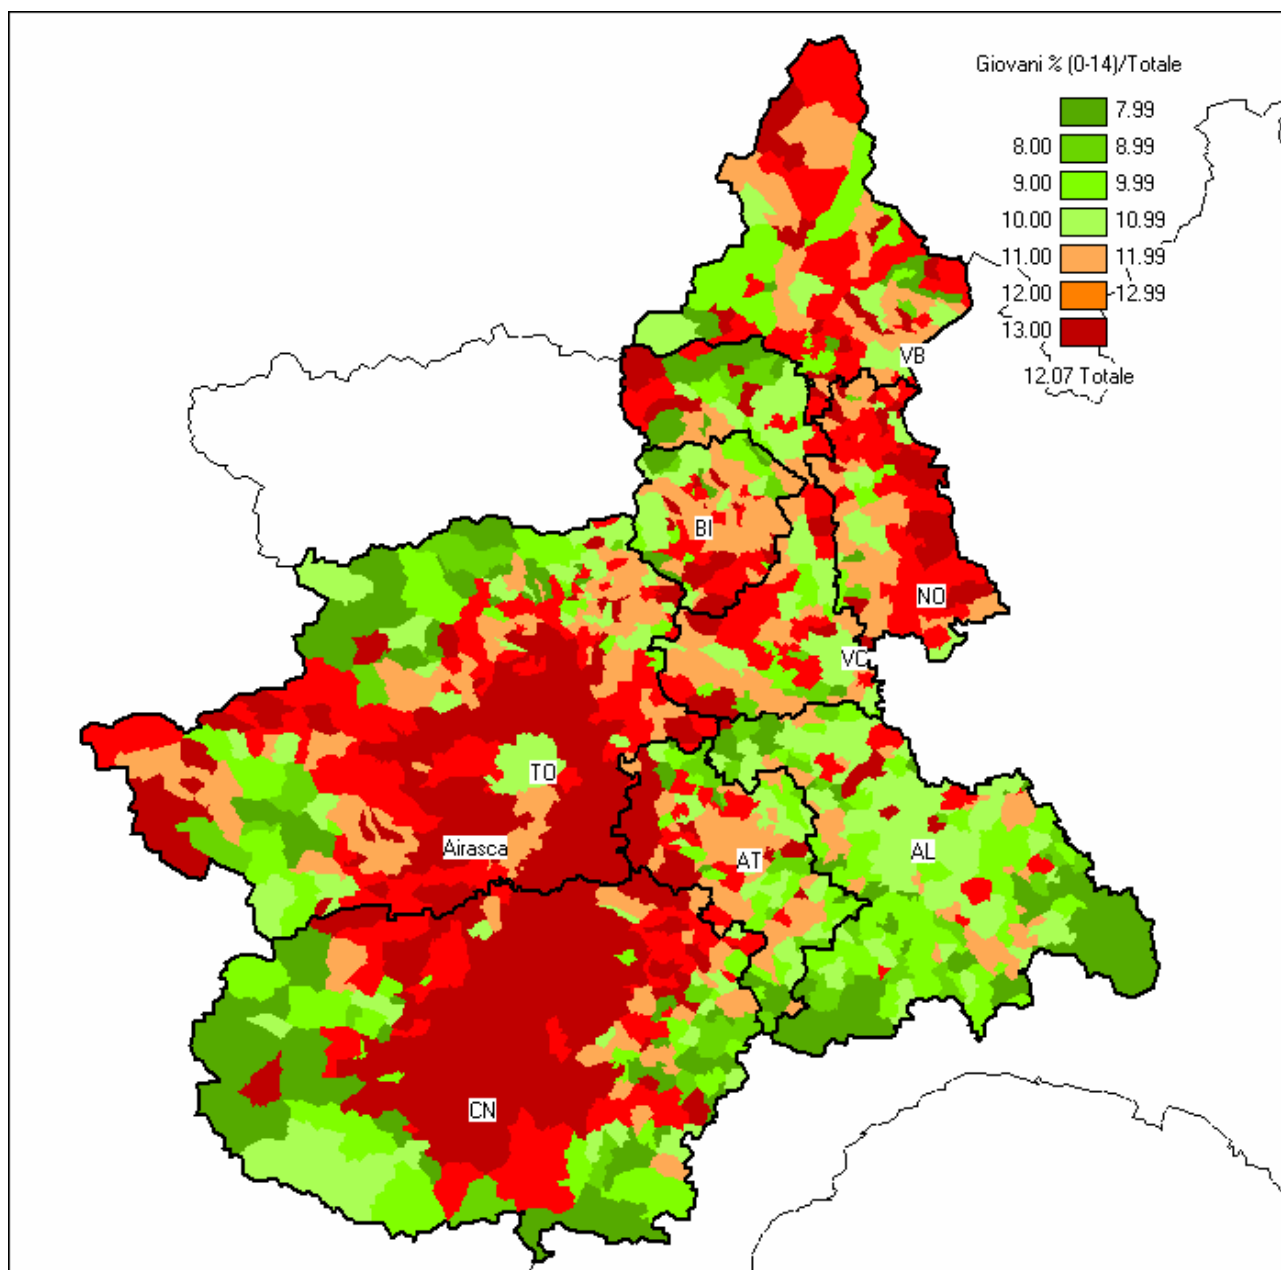 Giovani % (0-14)/Totale
7.99
8.00 8.99
9.00 9.99
10.00 10.99
11.00 11.99
12.00 12.99
13.00
12.07 Totale
VB
BI
NO
VC
TO
Airasca
AT
AL
CN